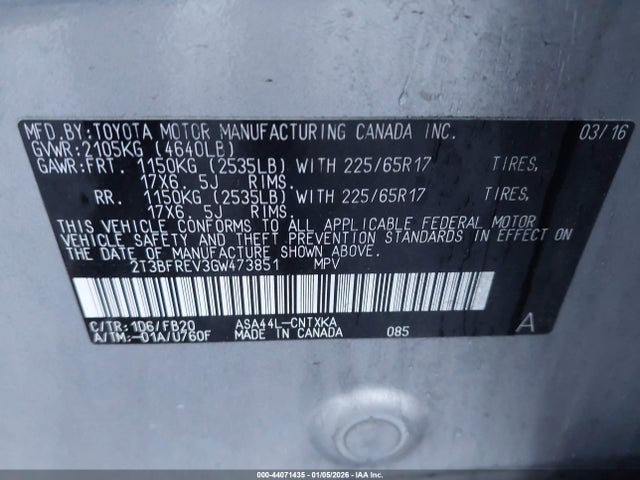 MFD.BY:TOYOTA MOTOR MANUFACTURING CANADA INC. 03/16
GVWR:2105KG (4640LB)
GAWR:FRT. 1150KG (2535LB) WITH 225/65R17 TIRES,
17X6.5J RIMS.
RR. 1150KG (2535LB) WITH 225/65R17 TIRES,
17X6.5J RIMS.
THIS VEHICLE CONFORMS TO ALL APPLICABLE FEDERAL MOTOR
VEHICLE SAFETY AND THEFT PREVENTION STANDARDS IN EFFECT ON
THE DATE OF MANUFACTURE SHOWN ABOVE.
2T3BFREV3GW473851 MPV
C/TR:1D6/FB20 ASA44L-CNTXKA
A/TM:-01A/U760F MADE IN CANADA 085 A
000-44071435 - 01/05/2026 - IAA Inc.